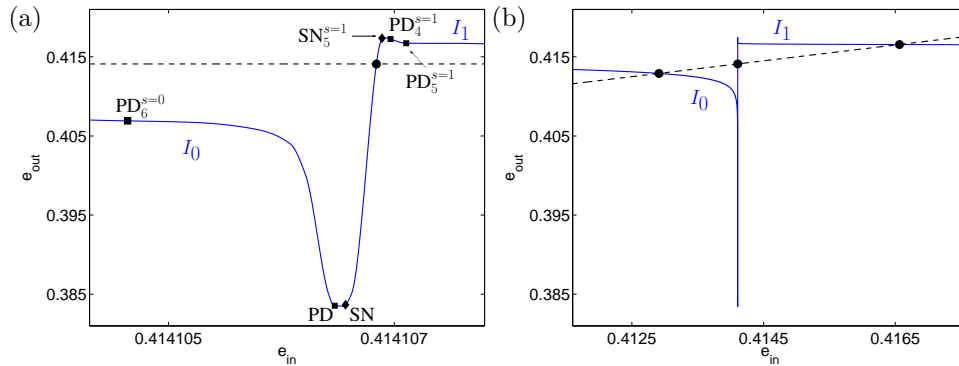 (a)
0.415
0.405
0.395
0.385
e_out
0.414105
0.414107
e_in
SN_5^{s=1}
PD_4^{s=1}
I_1
PD_5^{s=1}
PD_6^{s=0}
I_0
PD
SN
(b)
0.415
0.405
0.395
0.385
e_out
0.4125
0.4145
0.4165
e_in
I_1
I_0